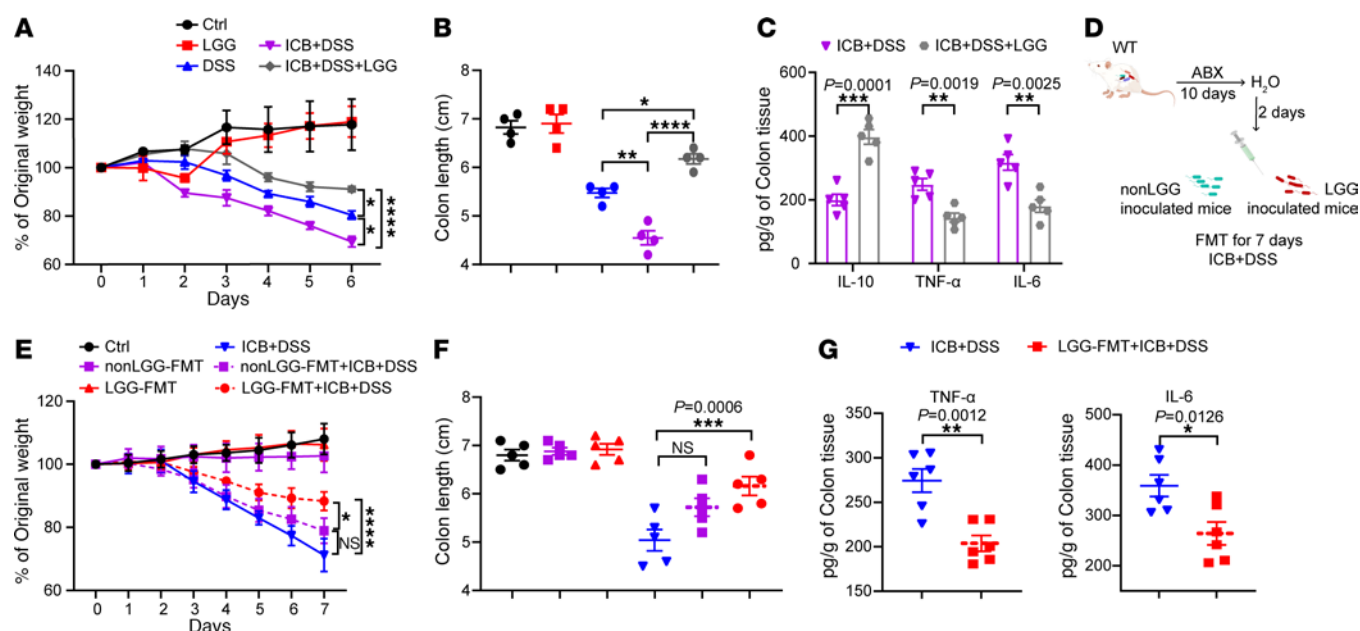 A
Ctrl
LGG
ICB+DSS
DSS
ICB+DSS+LGG
% of Original weight
120
100
80
60
0 1 2 3 4 5 6
Days
*
*
****
B
Colon length (cm)
8
7
6
5
4
*
****
**
C
ICB+DSS
ICB+DSS+LGG
pg/g of Colon tissue
600
400
200
0
P=0.0001
P=0.0019
P=0.0025
***
**
**
IL-10
TNF-α
IL-6
D
WT
ABX
10 days
H2O
2 days
nonLGG
inoculated mice
LGG
inoculated mice
FMT for 7 days
ICB+DSS
E
Ctrl
ICB+DSS
nonLGG-FMT
nonLGG-FMT+ICB+DSS
LGG-FMT
LGG-FMT+ICB+DSS
% of Original weight
120
100
80
60
0 1 2 3 4 5 6 7
Days
*
NS
****
F
Colon length (cm)
8
7
6
5
4
P=0.0006
***
NS
G
ICB+DSS
LGG-FMT+ICB+DSS
TNF-α
P=0.0012
**
pg/g of Colon tissue
350
300
250
200
150
IL-6
P=0.0126
*
pg/g of Colon tissue
500
400
300
200
100